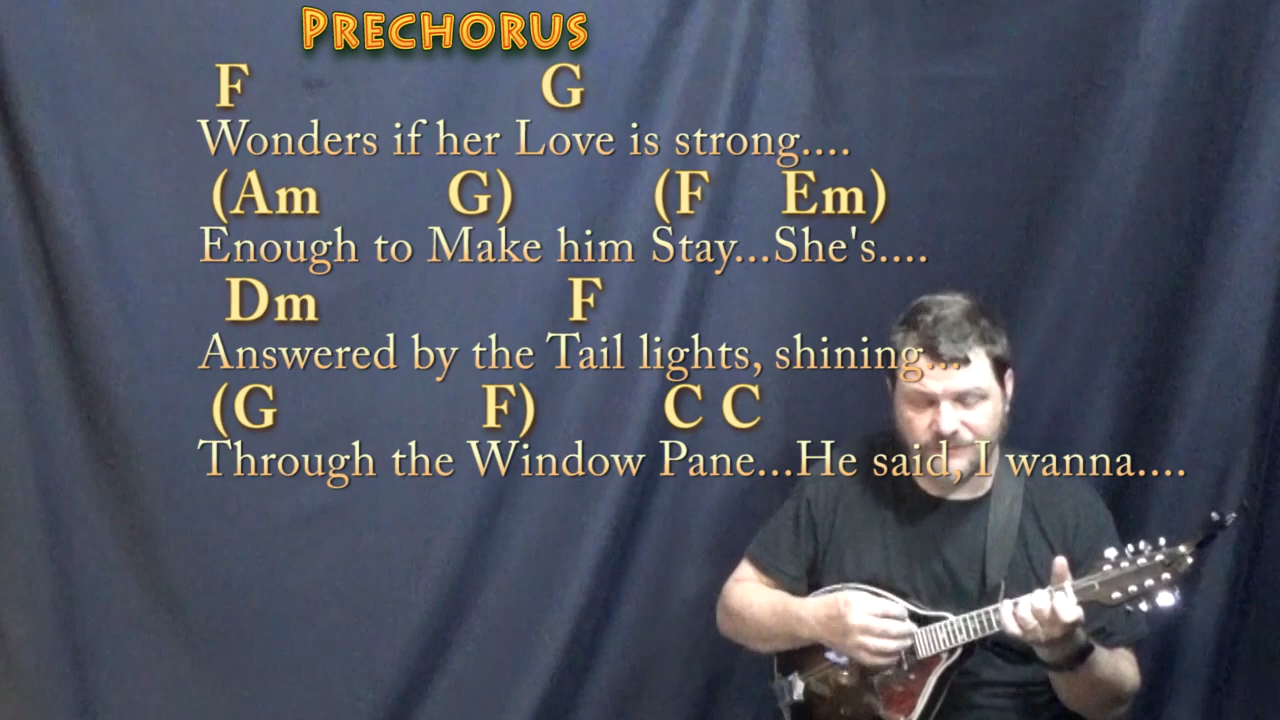 PRECHORUS
F G
Wonders if her Love is strong....
(Am G) (F Em)
Enough to Make him Stay...She's....
Dm F
Answered by the Tail lights, shining...
(G F) C C
Through the Window Pane...He said, I wanna....